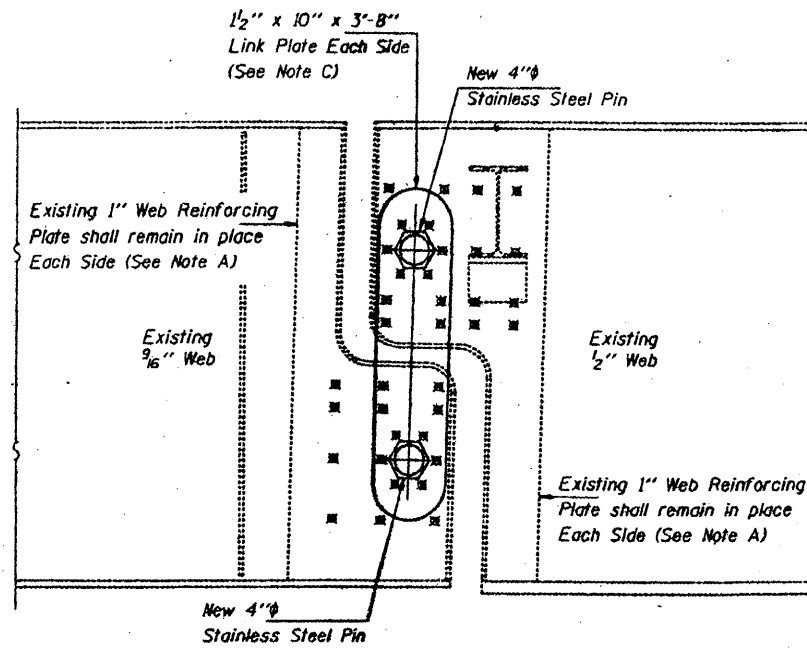 1½" x 10" x 3'-8"
Link Plate Each Side
(See Note C)
New 4"ϕ
Stainless Steel Pin
Existing 1" Web Reinforcing
Plate shall remain in place
Each Side (See Note A)
Existing
9/16" Web
Existing
½" Web
Existing 1" Web Reinforcing
Plate shall remain in place
Each Side (See Note A)
New 4"ϕ
Stainless Steel Pin